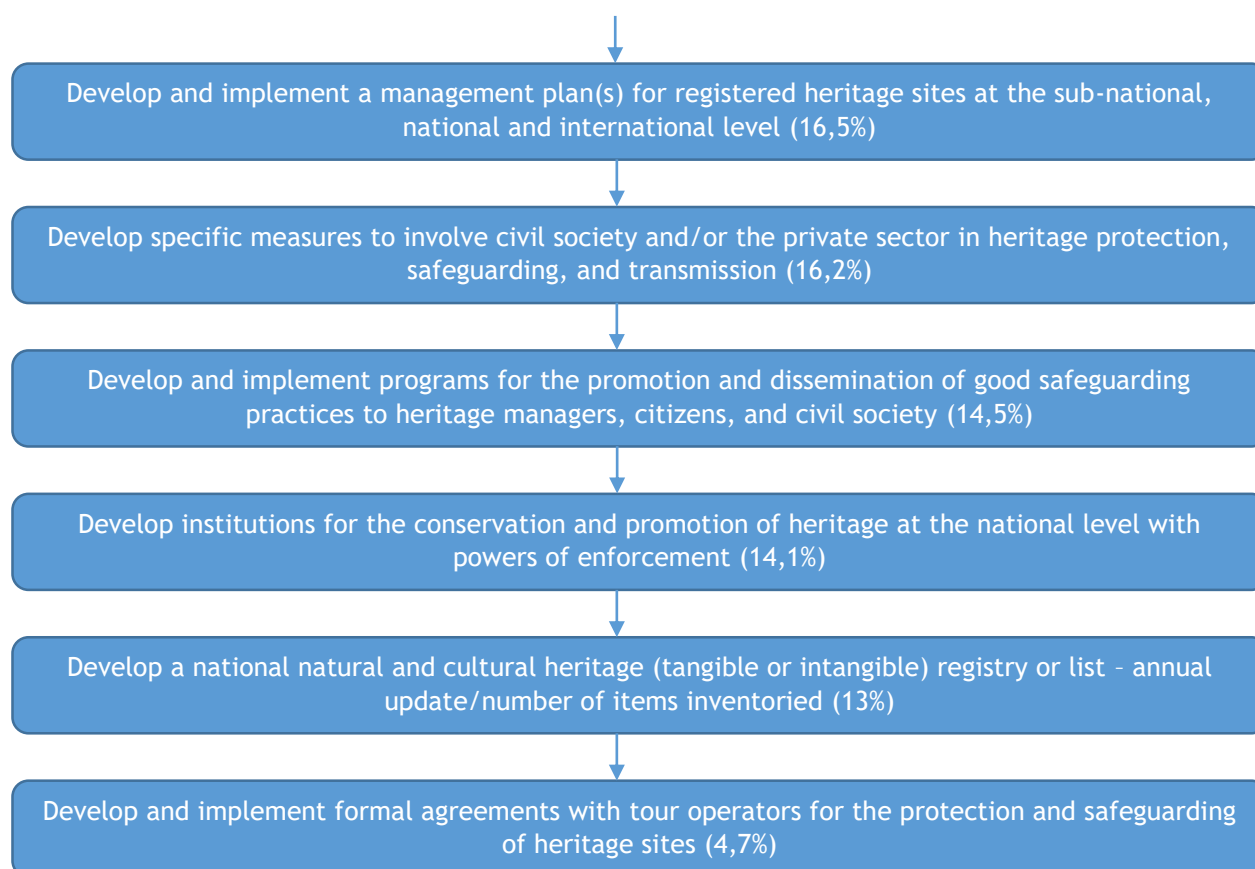 Develop and implement a management plan(s) for registered heritage sites at the sub-national,
national and international level (16,5%)
Develop specific measures to involve civil society and/or the private sector in heritage protection,
safeguarding, and transmission (16,2%)
Develop and implement programs for the promotion and dissemination of good safeguarding
practices to heritage managers, citizens, and civil society (14,5%)
Develop institutions for the conservation and promotion of heritage at the national level with
powers of enforcement (14,1%)
Develop a national natural and cultural heritage (tangible or intangible) registry or list – annual
update/number of items inventoried (13%)
Develop and implement formal agreements with tour operators for the protection and safeguarding
of heritage sites (4,7%)